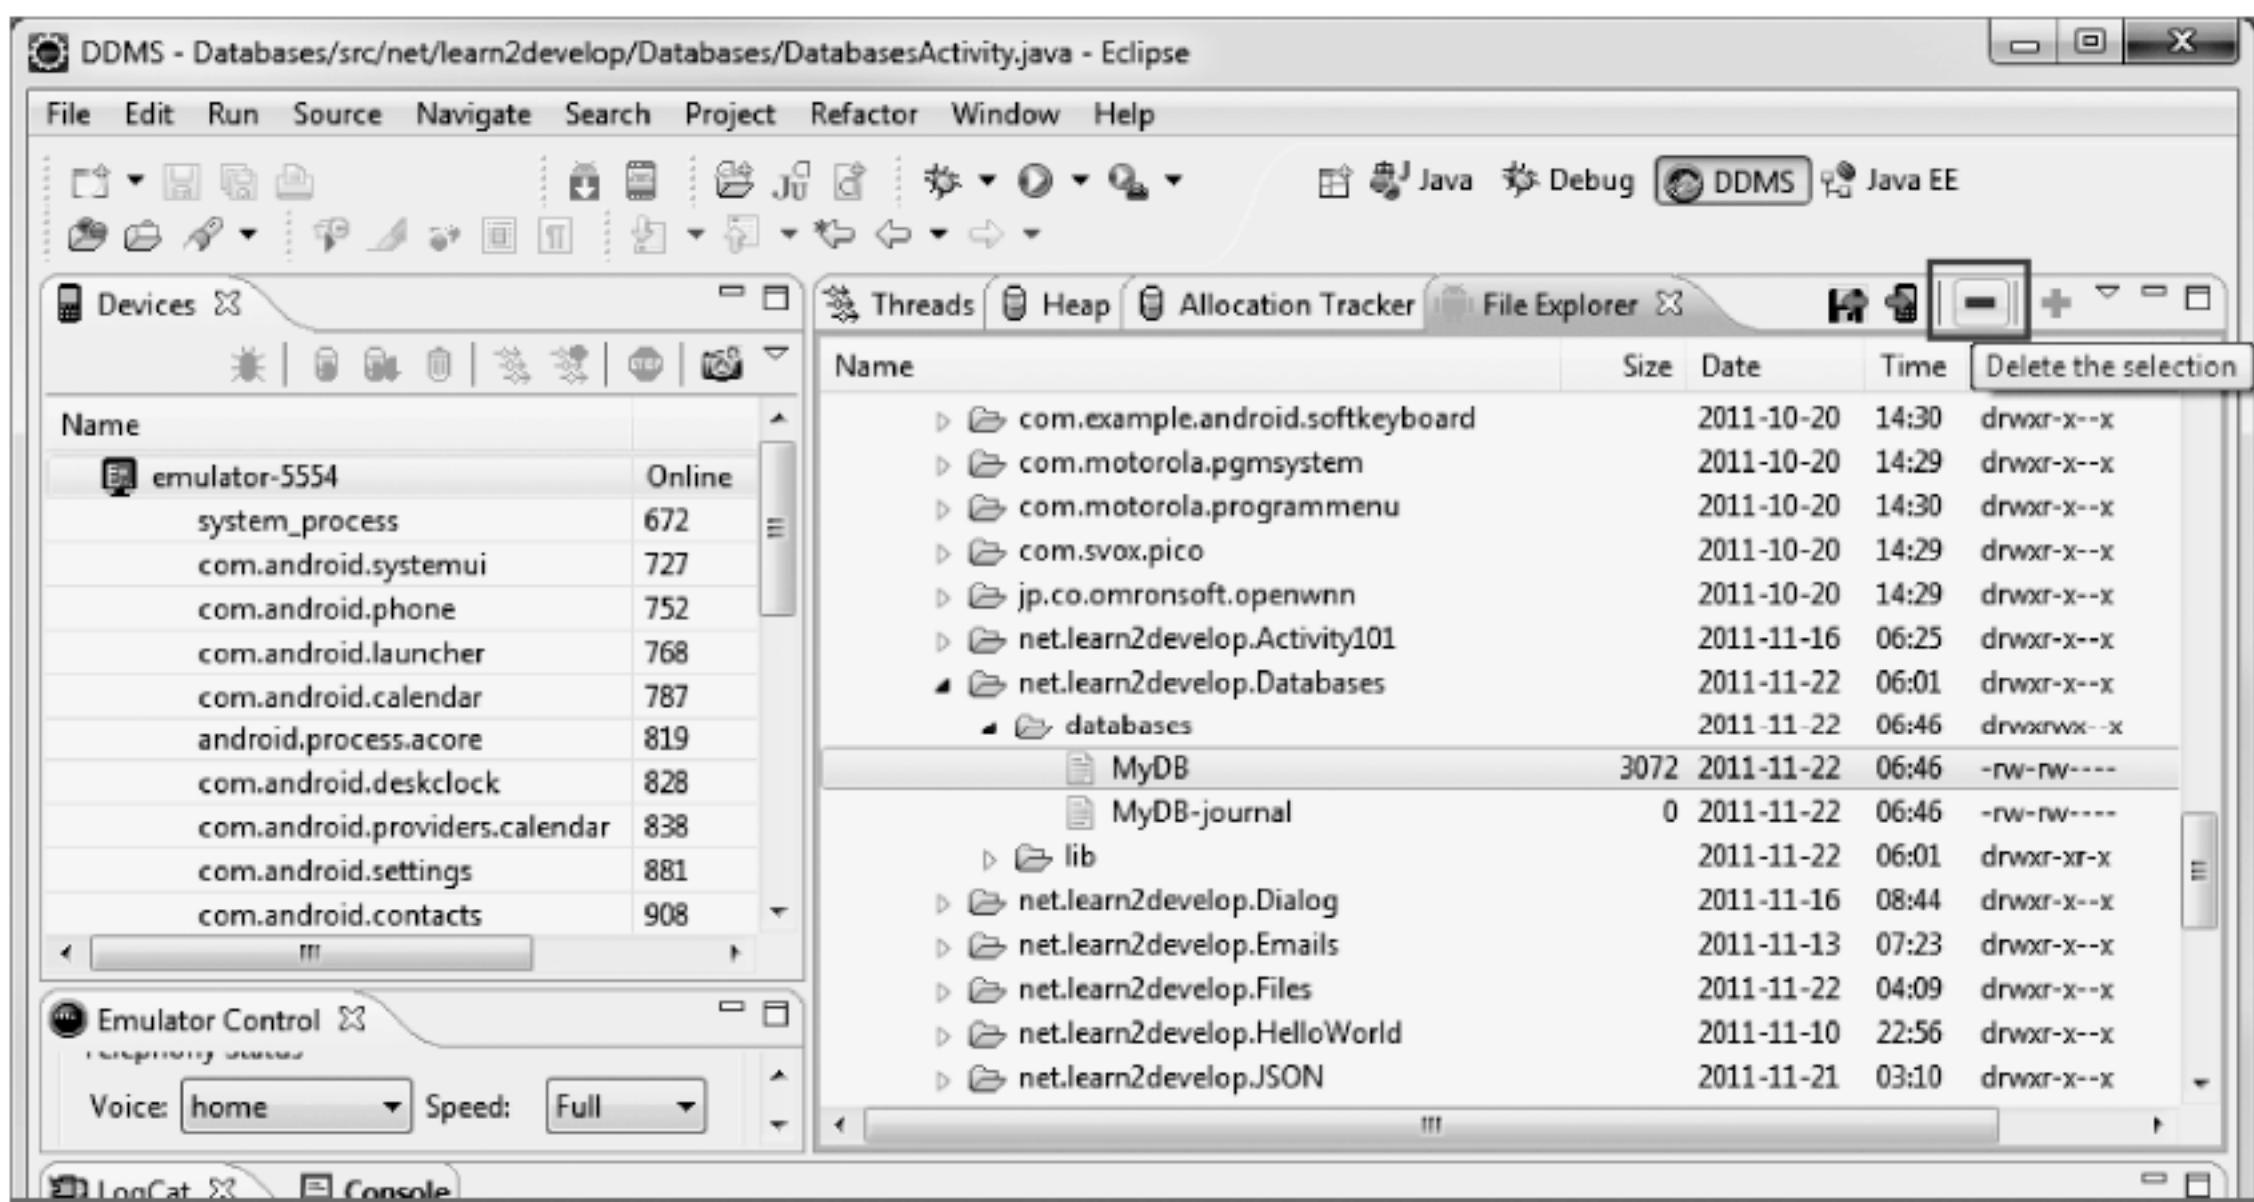 DDMS - Databases/src/net/learn2develop/Databases/DatabasesActivity.java - Eclipse
File Edit Run Source Navigate Search Project Refactor Window Help
Java Debug DDMS Java EE
Devices
Name
emulator-5554 Online
system_process 672
com.android.systemui 727
com.android.phone 752
com.android.launcher 768
com.android.calendar 787
android.process.acore 819
com.android.deskclock 828
com.android.providers.calendar 838
com.android.settings 881
com.android.contacts 908
Emulator Control
Telephony Status
Voice: home Speed: Full
Threads Heap Allocation Tracker File Explorer
Name Size Date Time
Delete the selection
com.example.android.softkeyboard 2011-10-20 14:30 drwxr-x--x
com.motorola.pgmsystem 2011-10-20 14:29 drwxr-x--x
com.motorola.programmenu 2011-10-20 14:30 drwxr-x--x
com.svox.pico 2011-10-20 14:29 drwxr-x--x
jp.co.omronsoft.openwnn 2011-10-20 14:29 drwxr-x--x
net.learn2develop.Activity101 2011-11-16 06:25 drwxr-x--x
net.learn2develop.Databases 2011-11-22 06:01 drwxr-x--x
databases 2011-11-22 06:46 drwxrwx--x
MyDB 3072 2011-11-22 06:46 -rw-rw----
MyDB-journal 0 2011-11-22 06:46 -rw-rw----
lib 2011-11-22 06:01 drwxr-xr-x
net.learn2develop.Dialog 2011-11-16 08:44 drwxr-x--x
net.learn2develop.Emails 2011-11-13 07:23 drwxr-x--x
net.learn2develop.Files 2011-11-22 04:09 drwxr-x--x
net.learn2develop.HelloWorld 2011-11-10 22:56 drwxr-x--x
net.learn2develop.JSON 2011-11-21 03:10 drwxr-x--x
LogCat Console